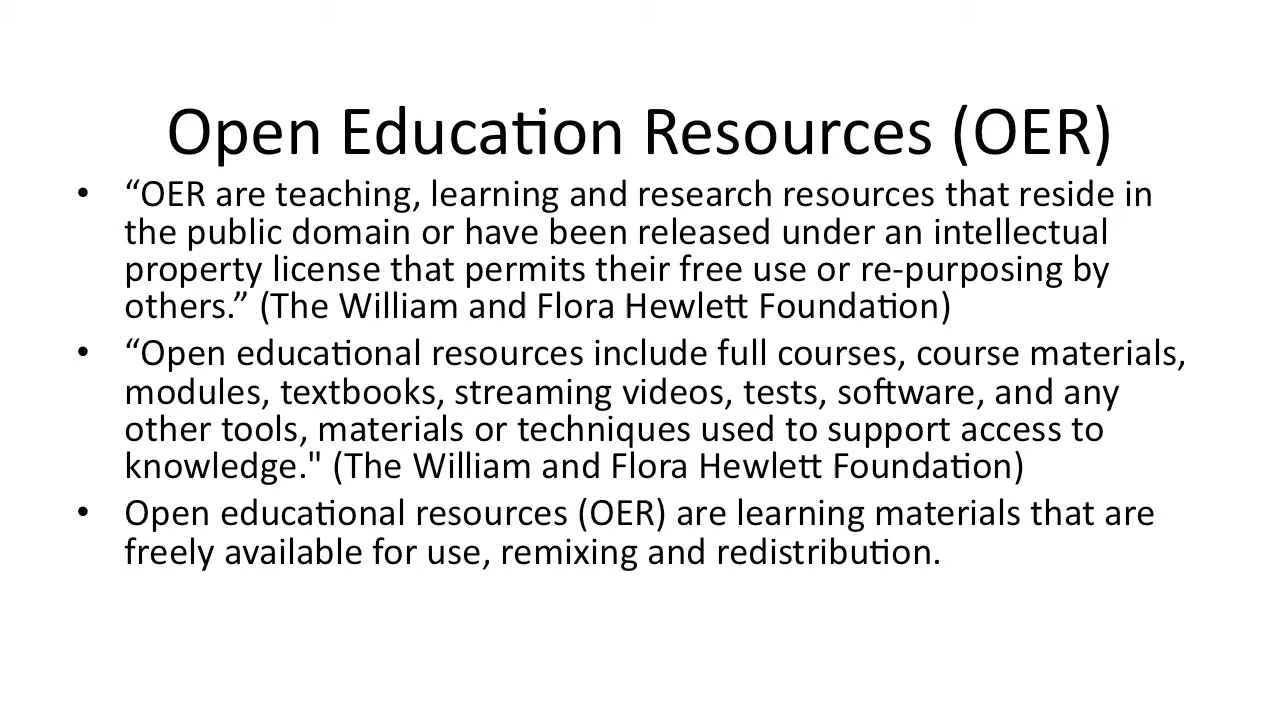 Open Education Resources (OER)
• “OER are teaching, learning and research resources that reside in
the public domain or have been released under an intellectual
property license that permits their free use or re-purposing by
others.” (The William and Flora Hewlett Foundation)
• “Open educational resources include full courses, course materials,
modules, textbooks, streaming videos, tests, software, and any
other tools, materials or techniques used to support access to
knowledge." (The William and Flora Hewlett Foundation)
• Open educational resources (OER) are learning materials that are
freely available for use, remixing and redistribution.